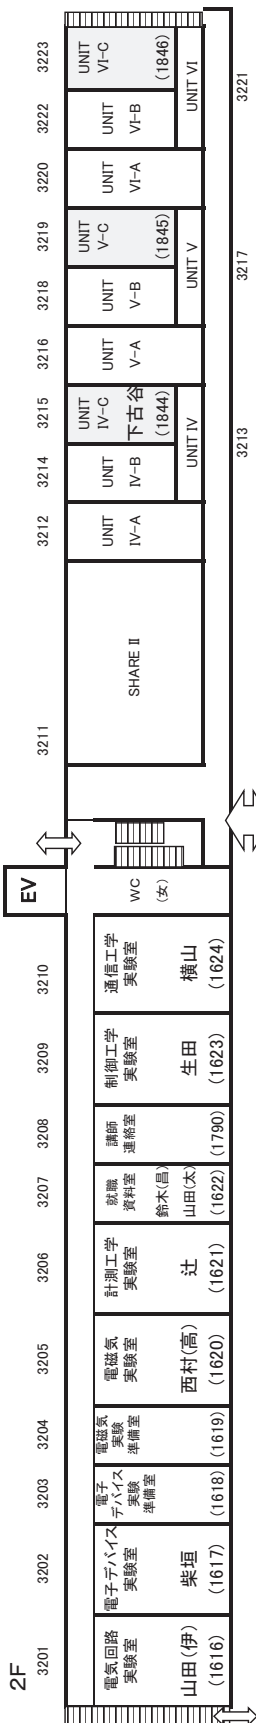 3223
UNIT
VI-C
(1846)
3222
UNIT
VI-B
UNIT VI
3221
3220
UNIT
VI-A
3219
UNIT
V-C
(1845)
3218
UNIT
V-B
UNIT V
3217
3216
UNIT
V-A
3215
UNIT
IV-C
下古谷
(1844)
3214
UNIT
IV-B
UNIT IV
3213
3212
UNIT
IV-A
3211
SHARE II
EV
WC
(女)
3210
通信工学
実験室
横山
(1624)
3209
制御工学
実験室
生田
(1623)
3208
講師
連絡室
(1790)
3207
就職
資料室
鈴木(昌)
山田(太)
(1622)
3206
計測工学
実験室
辻
(1621)
3205
電磁気
実験室
西村(高)
(1620)
3204
電磁気
実験
準備室
(1619)
3203
電子
デバイス
実験
準備室
(1618)
3202
電子デバイス
実験室
柴垣
(1617)
3201
電気回路
実験室
山田(伊)
(1616)
2F